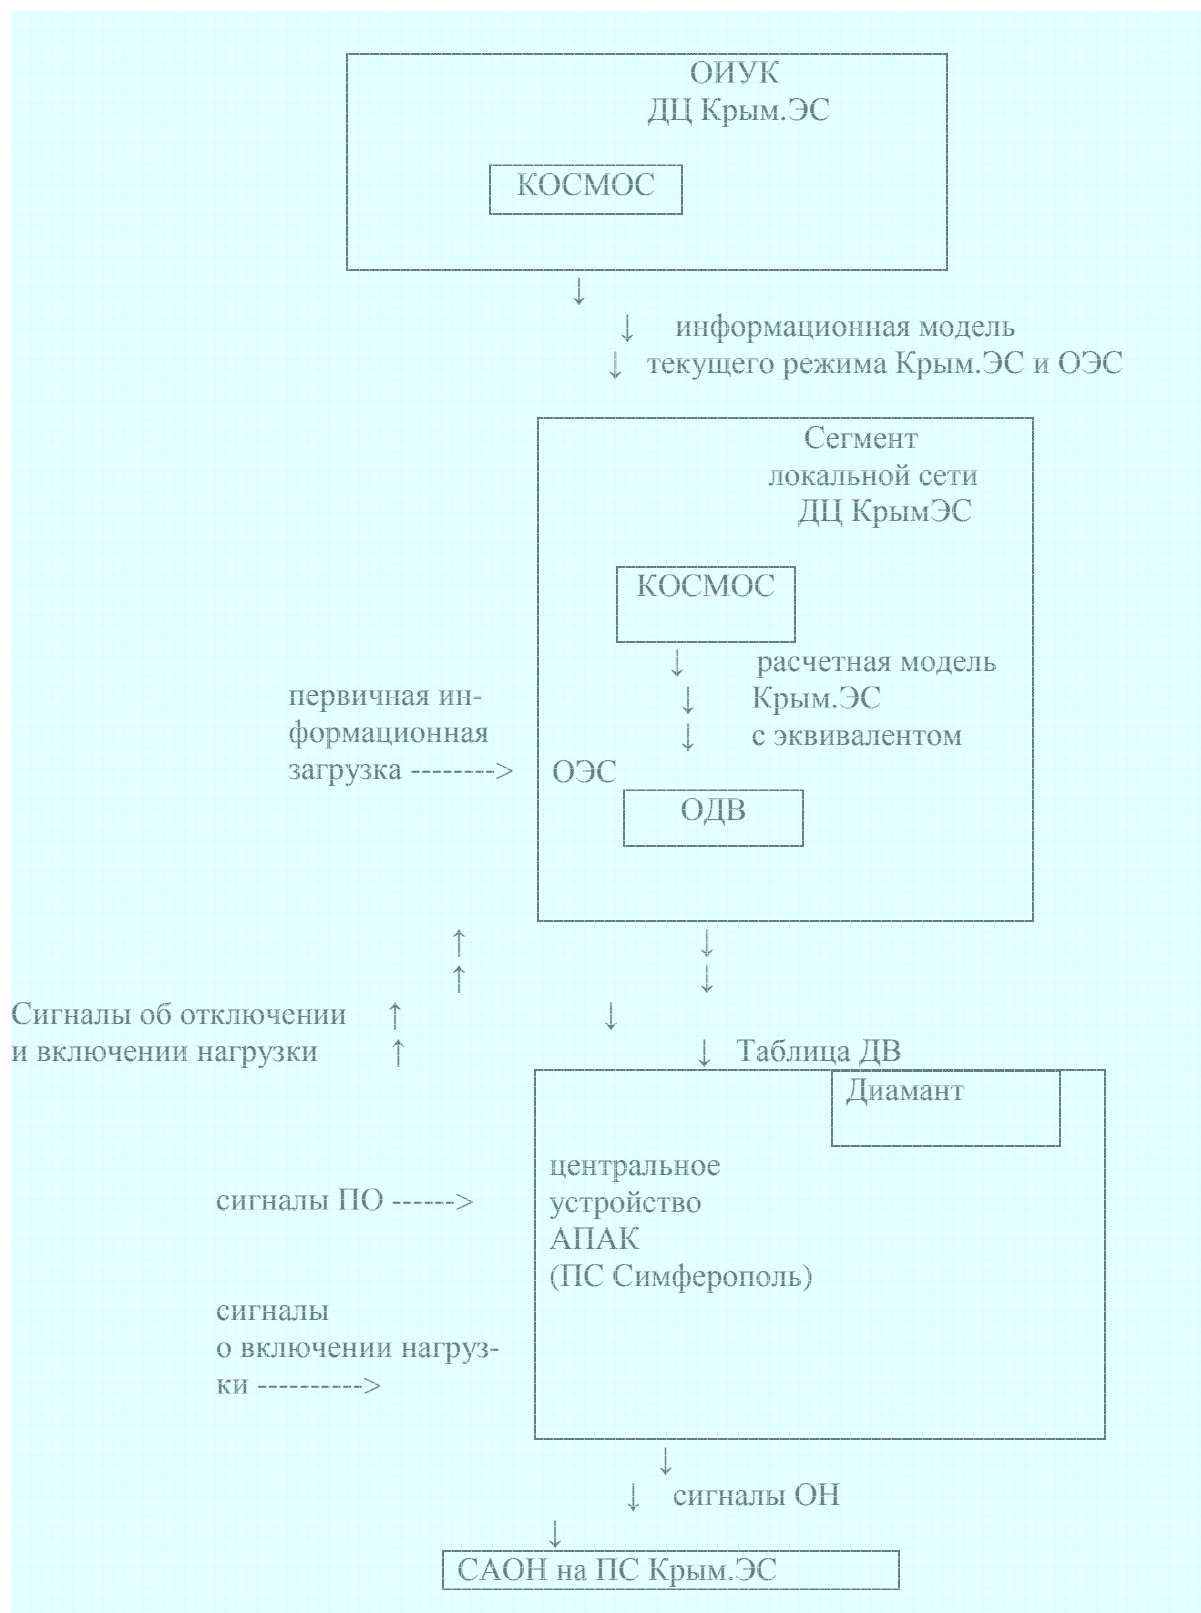 ОИУК
ДЦ Крым.ЭС
КОСМОС
↓
↓ информационная модель
↓ текущего режима Крым.ЭС и ОЭС
Сегмент
локальной сети
ДЦ КрымЭС
КОСМОС
↓ расчетная модель
первичная ин- ↓ Крым.ЭС
формационная ↓ с эквивалентом
загрузка --------> ОЭС
ОДВ
↑ ↓
↑ ↓
Сигналы об отключении ↑ ↓
и включении нагрузки ↑ ↓ Таблица ДВ
Диамант
центральное
сигналы ПО ------> устройство
АПАК
(ПС Симферополь)
сигналы
о включении нагруз-
ки ---------->
↓
↓ сигналы ОН
↓
САОН на ПС Крым.ЭС